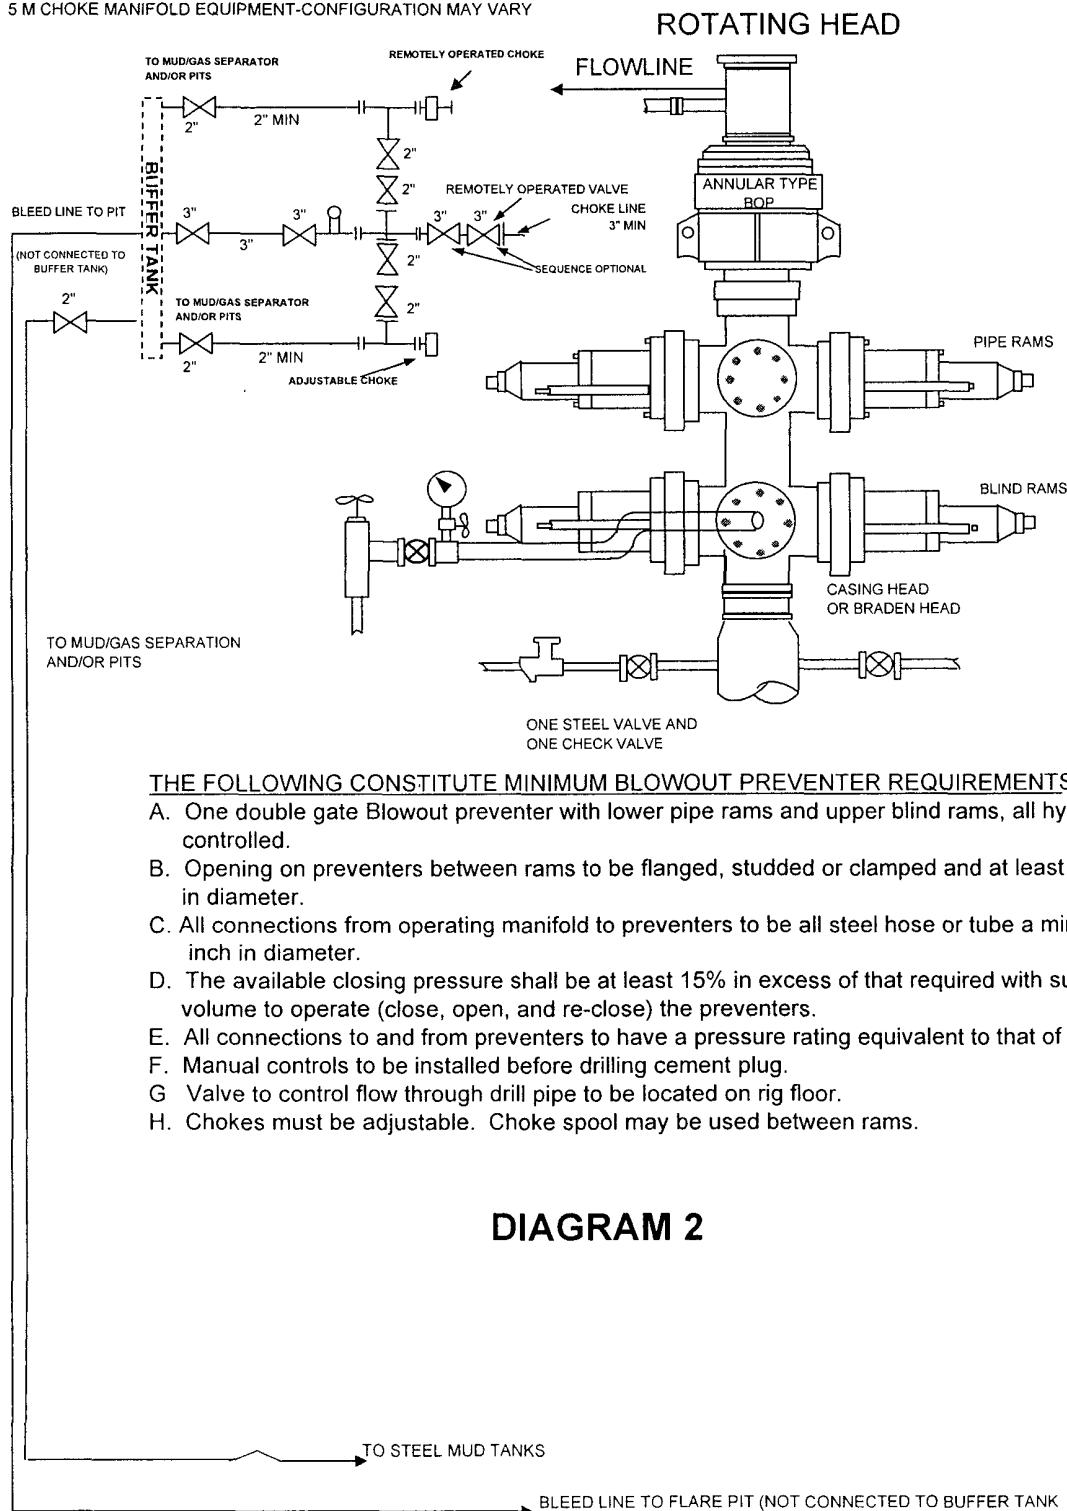 5 M CHOKE MANIFOLD EQUIPMENT-CONFIGURATION MAY VARY
ROTATING HEAD
TO MUD/GAS SEPARATOR
AND/OR PITS
REMOTELY OPERATED CHOKE
FLOWLINE
2"
2" MIN
2"
2"
ANNULAR TYPE
BOP
BUFFER TANK
REMOTELY OPERATED VALVE
BLEED LINE TO PIT
3"
3"
3"
3"
CHOKE LINE
3" MIN
3"
(NOT CONNECTED TO
BUFFER TANK)
2"
SEQUENCE OPTIONAL
2"
TO MUD/GAS SEPARATOR
AND/OR PITS
2"
2" MIN
2"
ADJUSTABLE CHOKE
PIPE RAMS
BLIND RAMS
CASING HEAD
OR BRADEN HEAD
TO MUD/GAS SEPARATION
AND/OR PITS
ONE STEEL VALVE AND
ONE CHECK VALVE
THE FOLLOWING CONSTITUTE MINIMUM BLOWOUT PREVENTER REQUIREMENTS
A. One double gate Blowout preventer with lower pipe rams and upper blind rams, all hy
controlled.
B. Opening on preventers between rams to be flanged, studded or clamped and at least
in diameter.
C. All connections from operating manifold to preventers to be all steel hose or tube a mi
inch in diameter.
D. The available closing pressure shall be at least 15% in excess of that required with su
volume to operate (close, open, and re-close) the preventers.
E. All connections to and from preventers to have a pressure rating equivalent to that of
F. Manual controls to be installed before drilling cement plug.
G Valve to control flow through drill pipe to be located on rig floor.
H. Chokes must be adjustable. Choke spool may be used between rams.
DIAGRAM 2
TO STEEL MUD TANKS
BLEED LINE TO FLARE PIT (NOT CONNECTED TO BUFFER TANK